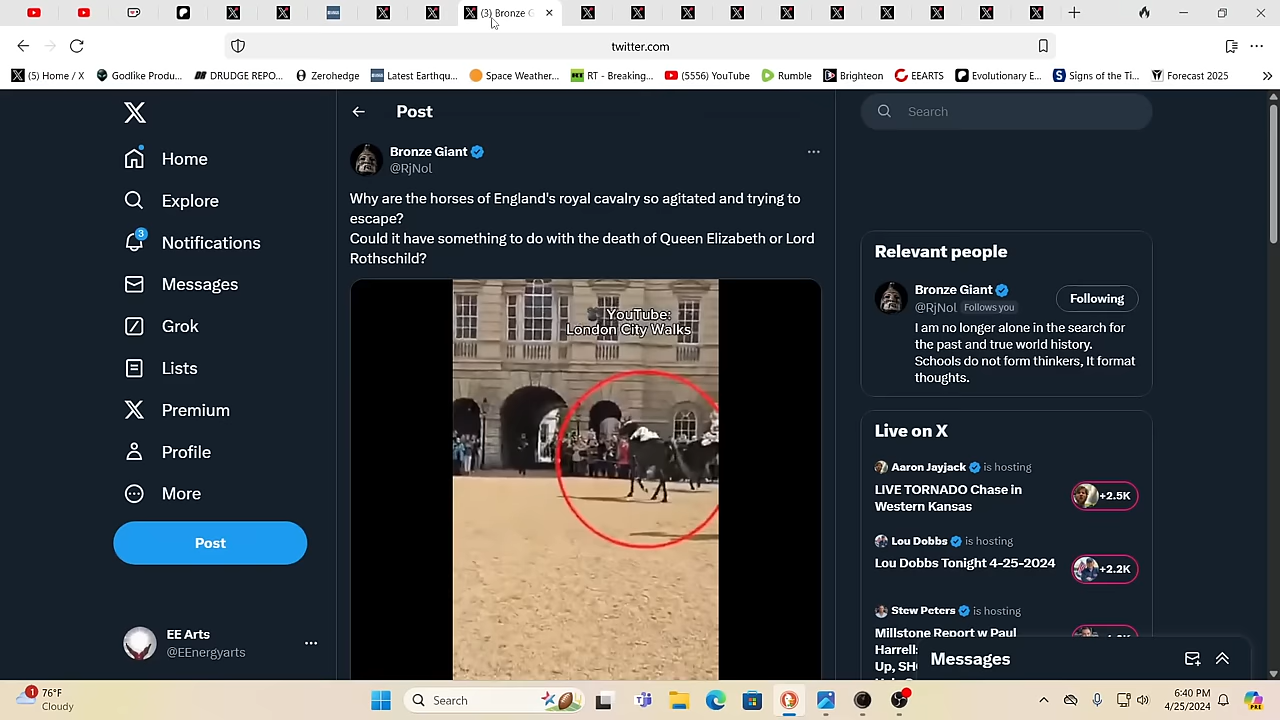 (3) Bronze G
twitter.com
(5) Home / X
Godlike Produ...
DRUDGE REPO...
Zerohedge
Latest Earthqu...
Space Weather...
RT - Breaking...
(5556) YouTube
Rumble
Brighteon
EEARTS
Evolutionary E...
Signs of the Ti...
Forecast 2025
Home
Explore
3
Notifications
Messages
Grok
Lists
Premium
Profile
More
Post
EE Arts
@EEnergyarts
Post
Bronze Giant
@RjNol
Why are the horses of England's royal cavalry so agitated and trying to
escape?
Could it have something to do with the death of Queen Elizabeth or Lord
Rothschild?
YouTube:
London City Walks
Search
Relevant people
Bronze Giant
@RjNol Follows you
Following
I am no longer alone in the search for
the past and true world history.
Schools do not form thinkers, It format
thoughts.
Live on X
Aaron Jayjack is hosting
LIVE TORNADO Chase in
Western Kansas
+2.5K
Lou Dobbs is hosting
Lou Dobbs Tonight 4-25-2024
+2.2K
Stew Peters is hosting
Millstone Report w Paul
Harrell:
Up, SH
Messages
1
76°F
Cloudy
Search
6:40 PM
4/25/2024
PRE